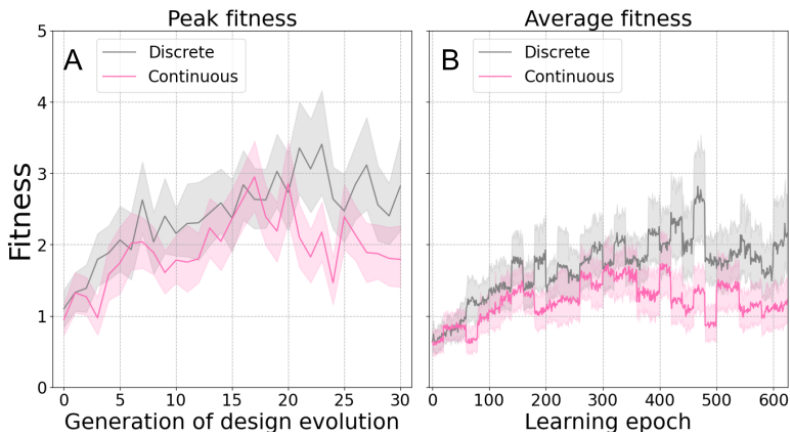 Peak fitness
Average fitness
A
Discrete
Continuous
B
Discrete
Continuous
Fitness
5
4
3
2
1
0
0 5 10 15 20 25 30
0 100 200 300 400 500 600
Generation of design evolution
Learning epoch